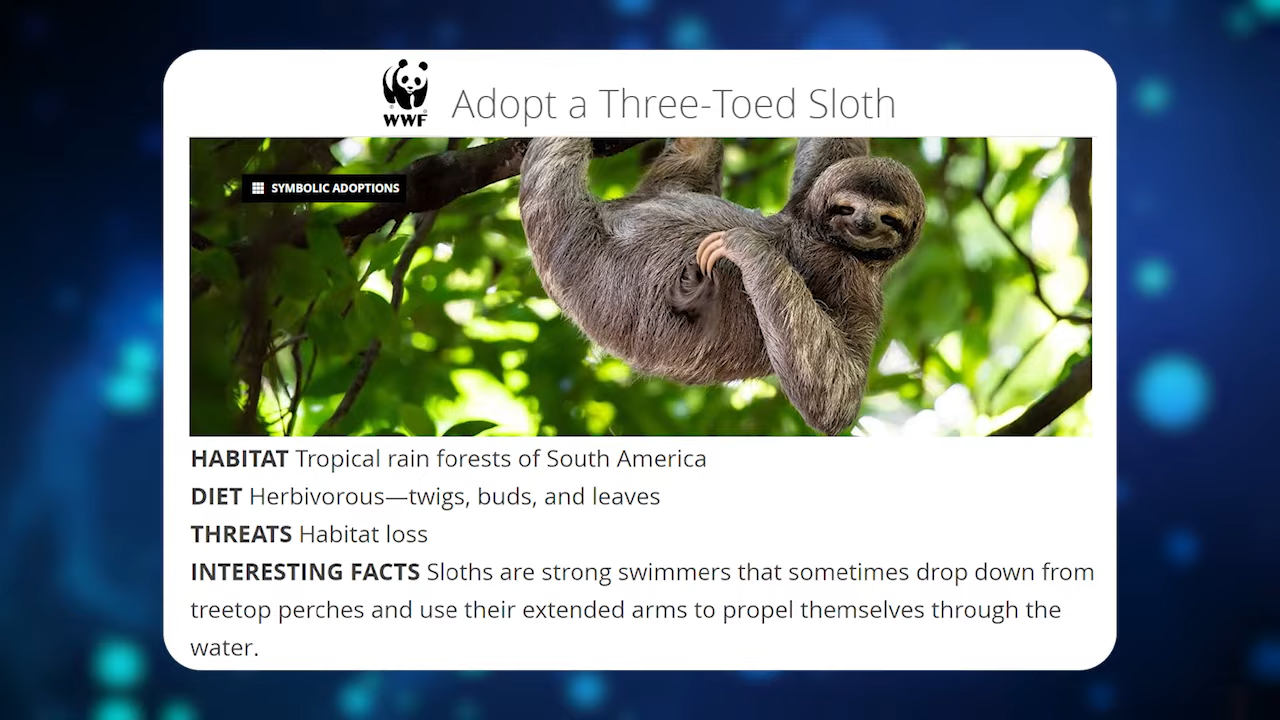 WWF
Adopt a Three-Toed Sloth
SYMBOLIC ADOPTIONS
HABITAT Tropical rain forests of South America
DIET Herbivorous—twigs, buds, and leaves
THREATS Habitat loss
INTERESTING FACTS Sloths are strong swimmers that sometimes drop down from
treetop perches and use their extended arms to propel themselves through the
water.